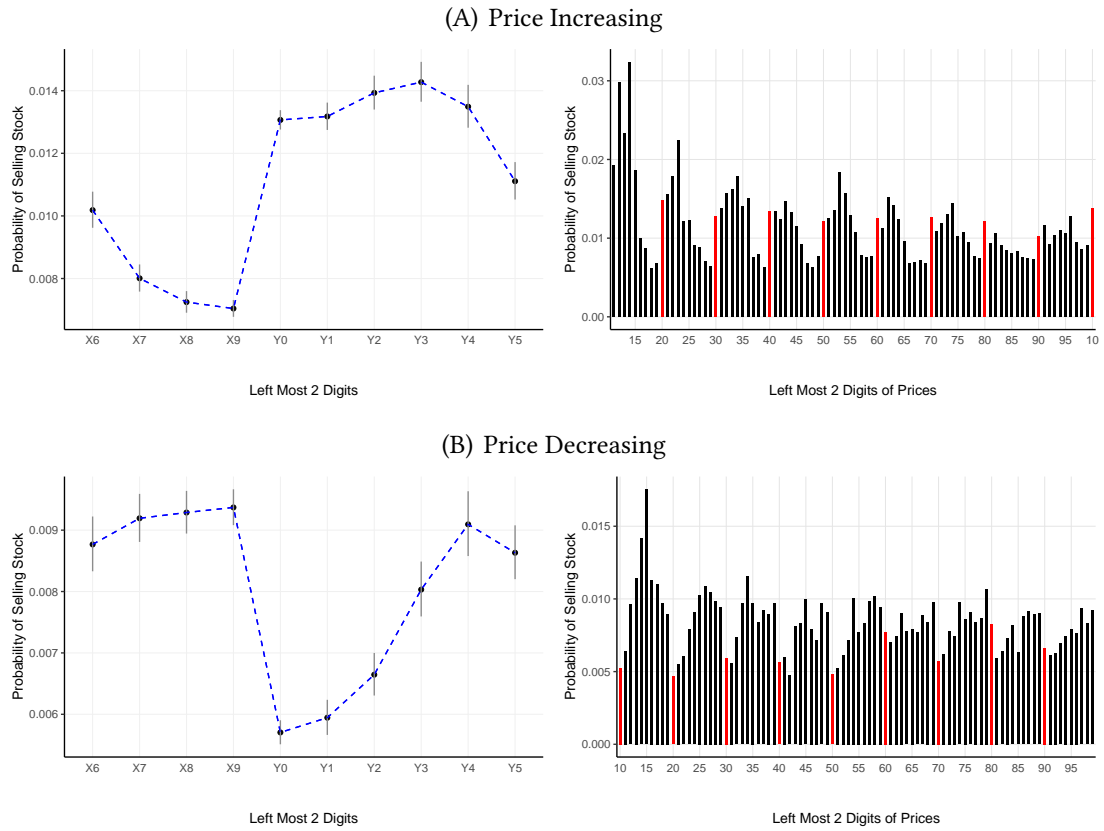 (A) Price Increasing
Probability of Selling Stock
0.014
0.012
0.010
0.008
X6 X7 X8 X9 Y0 Y1 Y2 Y3 Y4 Y5
Left Most 2 Digits
Probability of Selling Stock
0.03
0.02
0.01
0.00
15 20 25 30 35 40 45 50 55 60 65 70 75 80 85 90 95 10
Left Most 2 Digits of Prices
(B) Price Decreasing
Probability of Selling Stock
0.009
0.008
0.007
0.006
X6 X7 X8 X9 Y0 Y1 Y2 Y3 Y4 Y5
Left Most 2 Digits
Probability of Selling Stock
0.015
0.010
0.005
0.000
10 15 20 25 30 35 40 45 50 55 60 65 70 75 80 85 90 95
Left Most 2 Digits of Prices